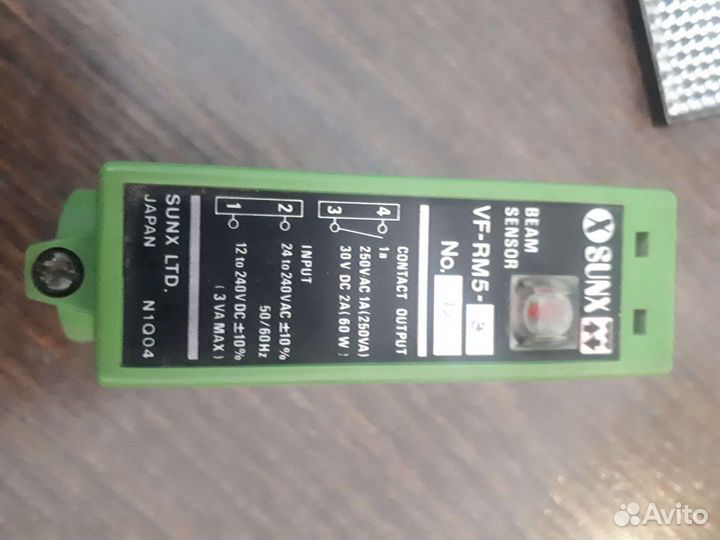 SUNX
BEAM
SENSOR
VF-RM5-
No.
CONTACT OUTPUT
4
1a
3
250V AC 1A (250VA)
30V DC 2A (60W)
INPUT
2
1
24 to 240V AC ±10%
50/60Hz
12 to 240V DC ±10%
(3 VA MAX)
SUNX LTD.
JAPAN N1Q04
Avito